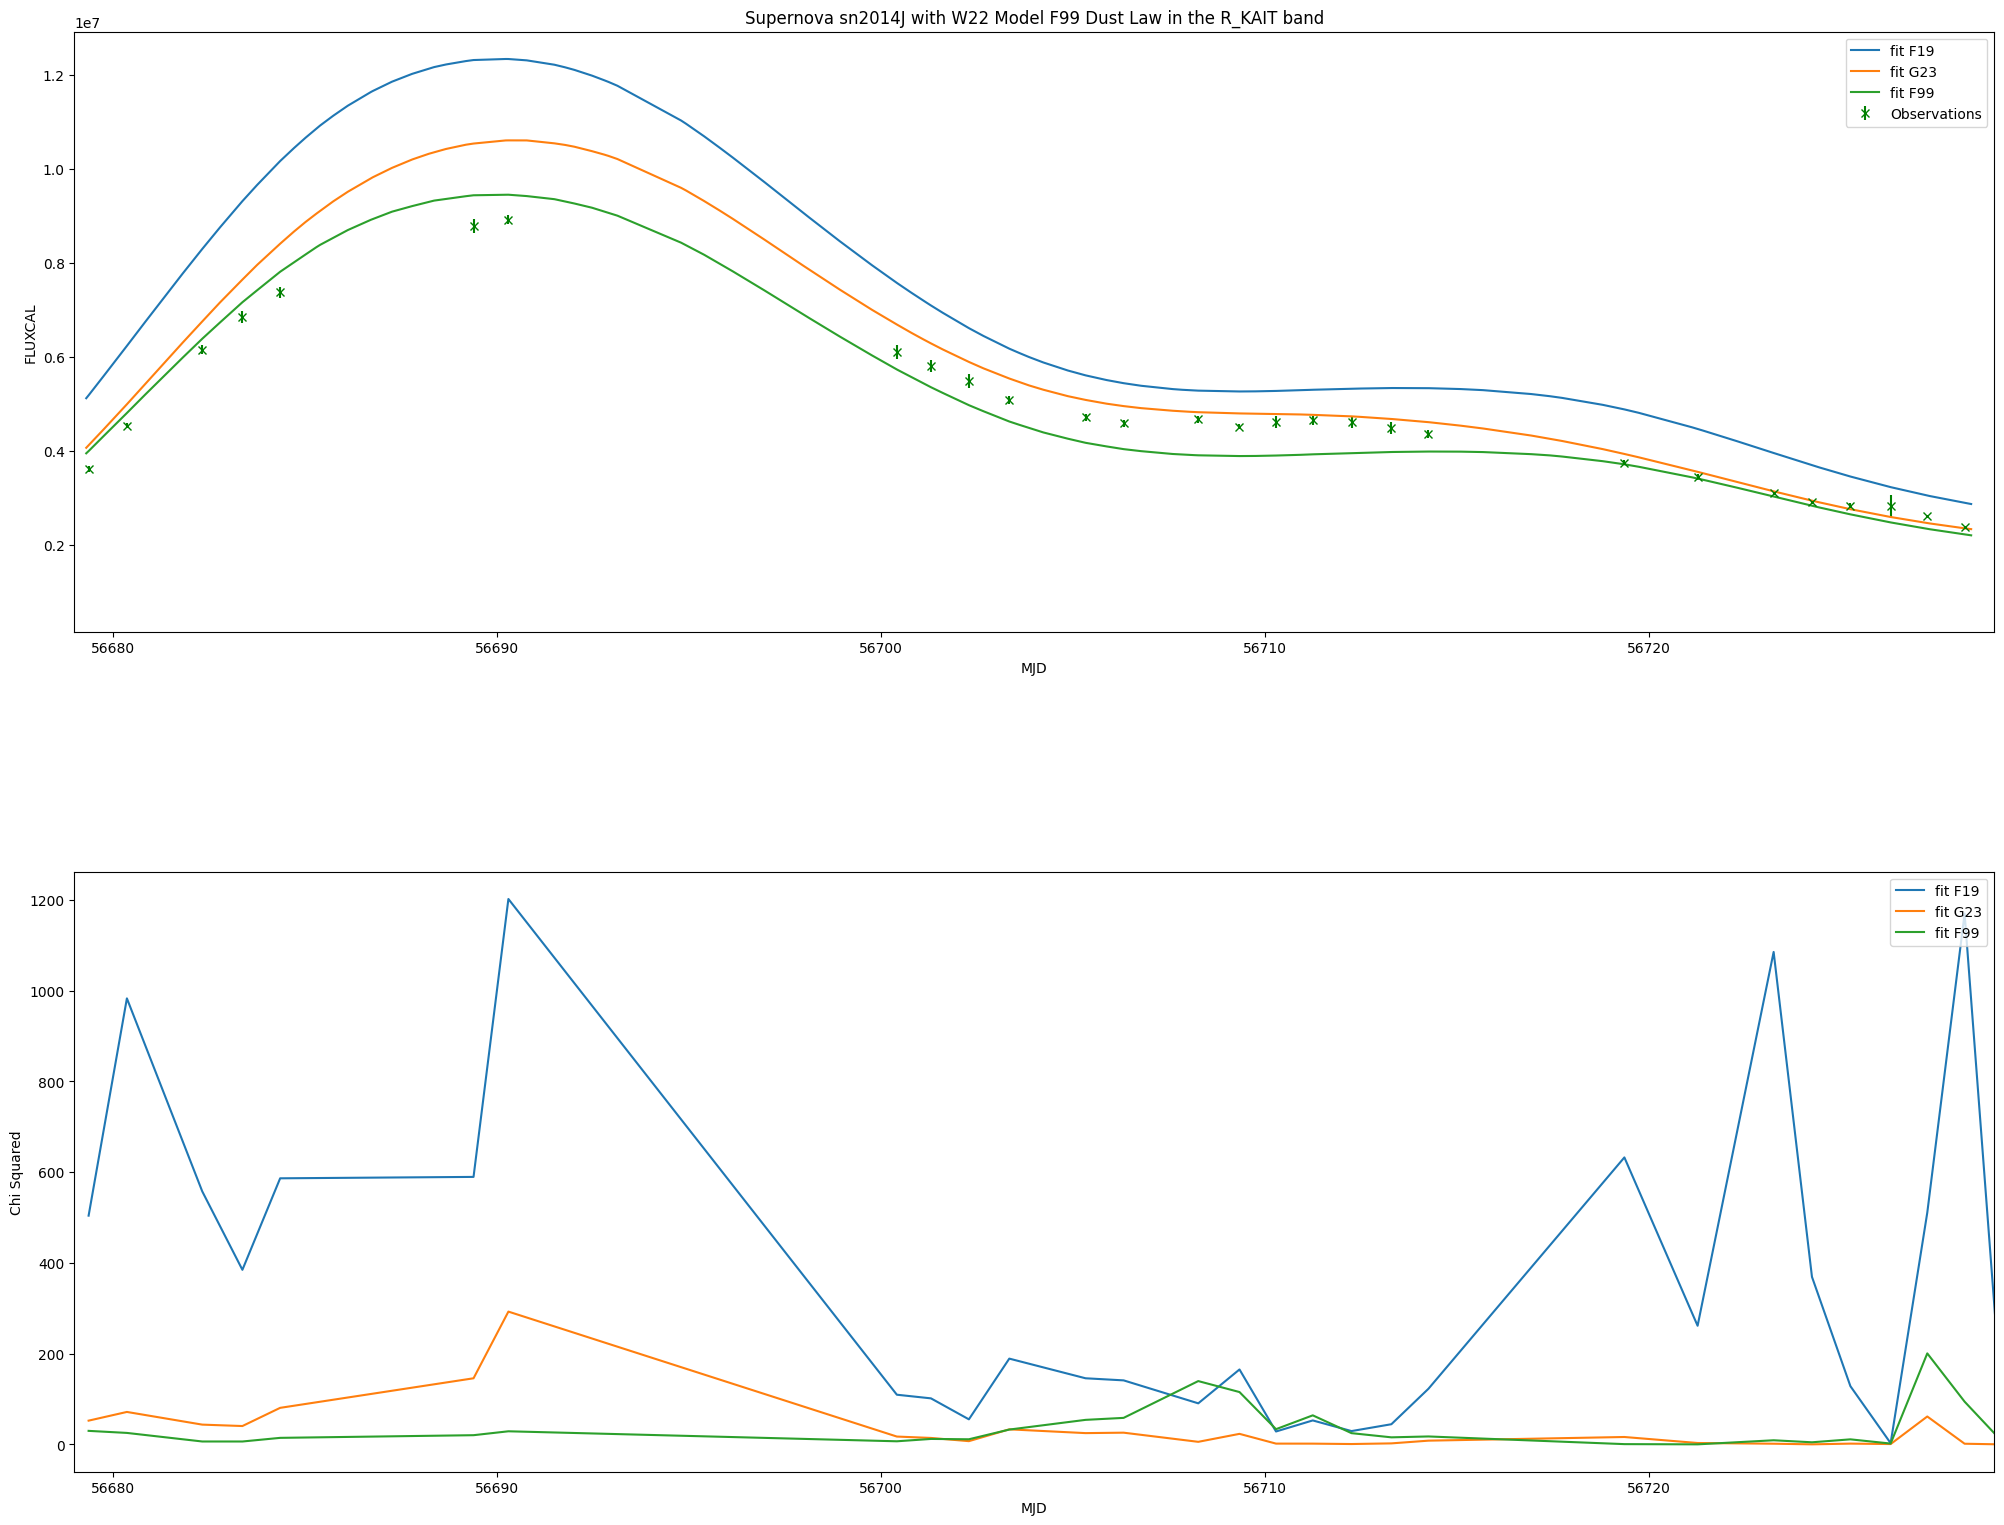 Supernova sn2014J with W22 Model F99 Dust Law in the R_KAIT band
1e7
fit F19
fit G23
fit F99
Observations
1.2
1.0
0.8
0.6
0.4
0.2
FLUXCAL
56680 56690 56700 56710 56720
MJD
fit F19
fit G23
fit F99
1200
1000
800
600
400
200
0
Chi Squared
56680 56690 56700 56710 56720
MJD